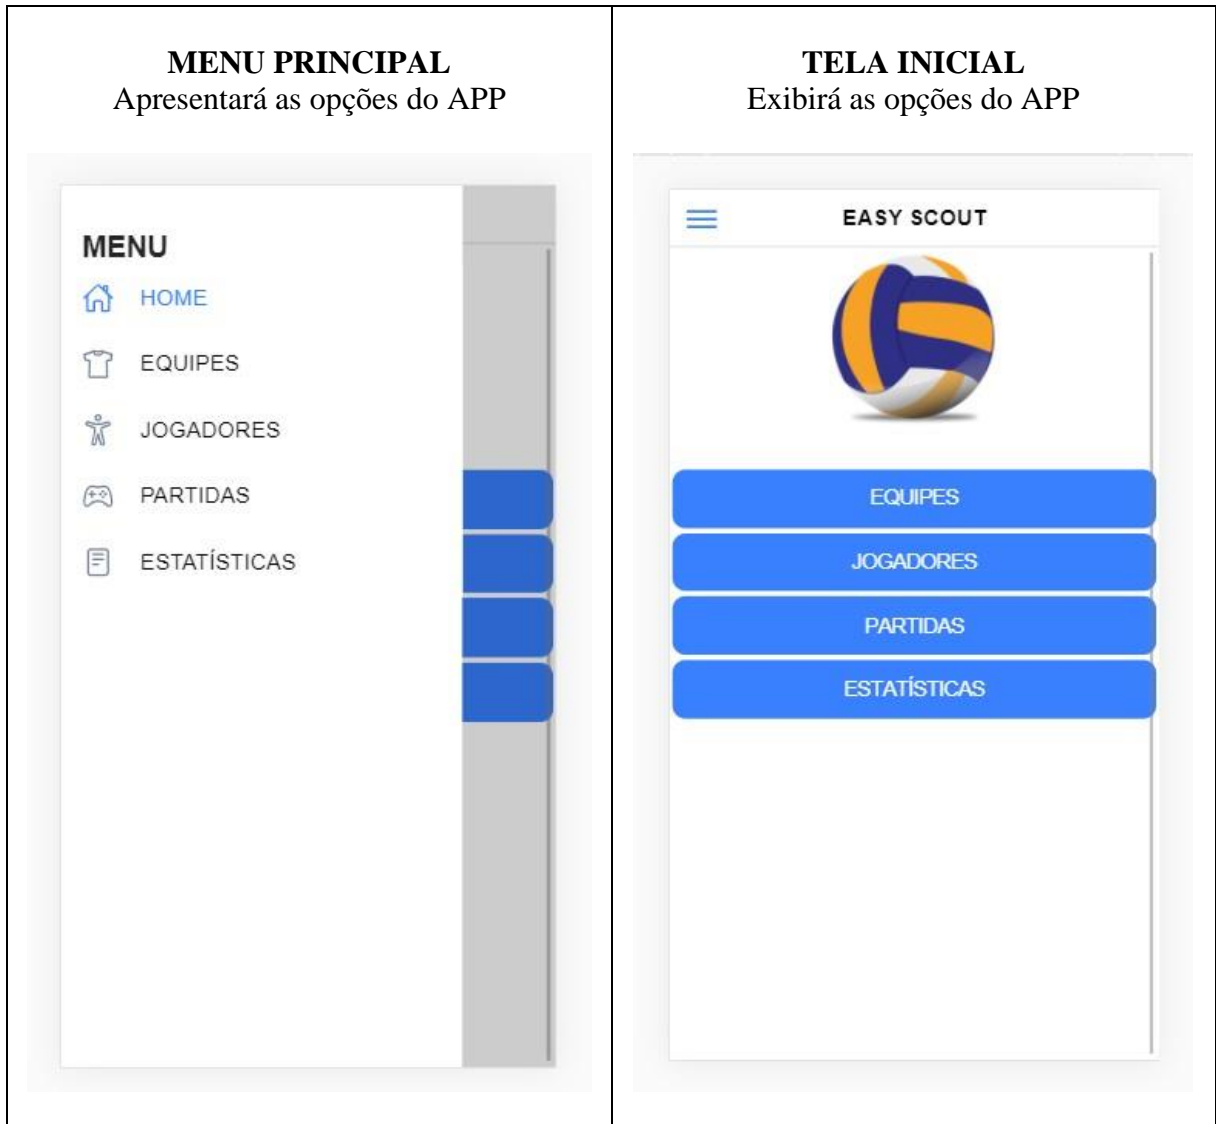 MENU PRINCIPAL
Apresentará as opções do APP
MENU
HOME
EQUIPES
JOGADORES
PARTIDAS
ESTATÍSTICAS
TELA INICIAL
Exibirá as opções do APP
EASY SCOUT
EQUIPES
JOGADORES
PARTIDAS
ESTATÍSTICAS